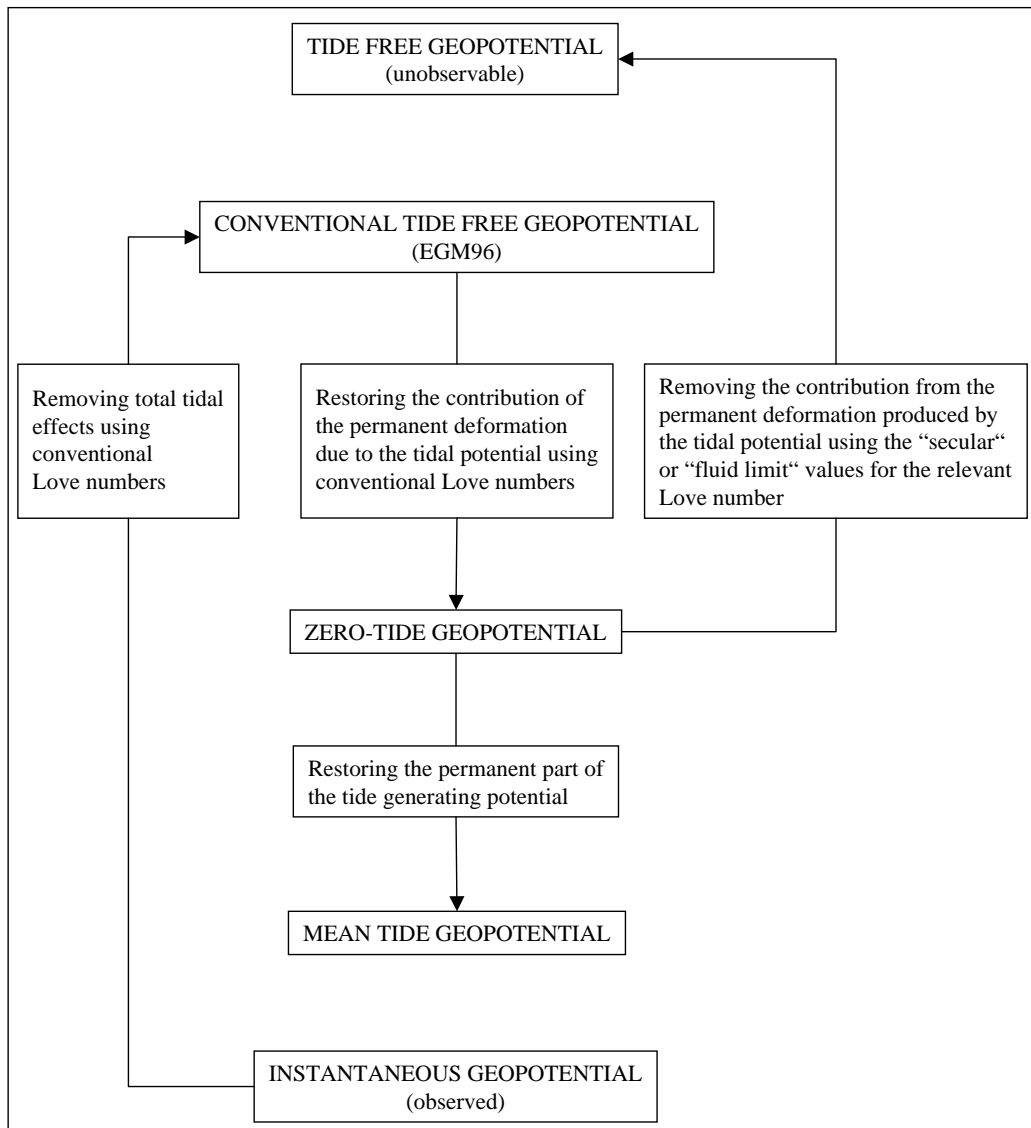 TIDE FREE GEOPOTENTIAL
(unobservable)
CONVENTIONAL TIDE FREE GEOPOTENTIAL
(EGM96)
Removing total tidal
effects using
conventional
Love numbers
Restoring the contribution of
the permanent deformation
due to the tidal potential using
conventional Love numbers
Removing the contribution from the
permanent deformation produced by
the tidal potential using the “secular“
or “fluid limit“ values for the relevant
Love number
ZERO-TIDE GEOPOTENTIAL
Restoring the permanent part of
the tide generating potential
MEAN TIDE GEOPOTENTIAL
INSTANTANEOUS GEOPOTENTIAL
(observed)